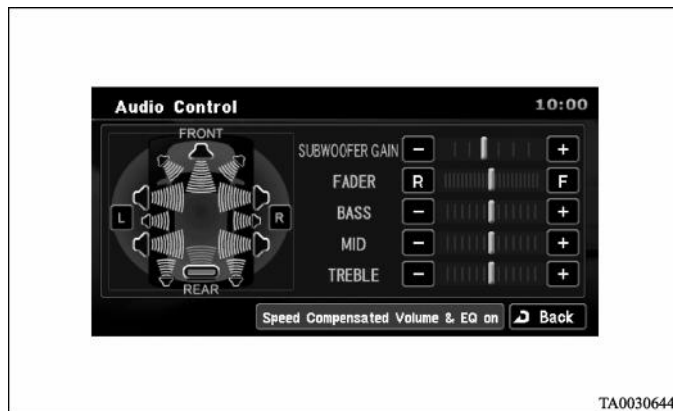 Audio Control 10:00
FRONT
L R
REAR
SUBWOOFER GAIN − +
FADER R F
BASS − +
MID − +
TREBLE − +
Speed Compensated Volume & EQ on Back
TA0030644